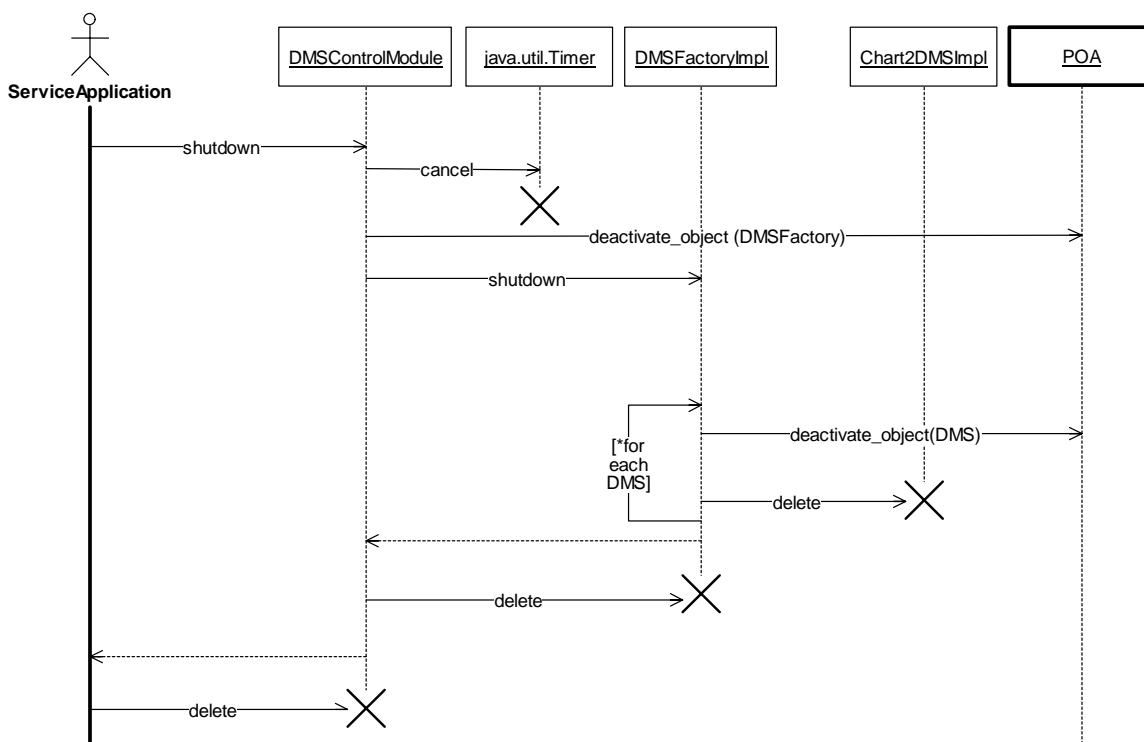 ServiceApplication
DMSControlModule
java.util.Timer
DMSFactoryImpl
Chart2DMSImpl
POA
shutdown
cancel
deactivate_object (DMSFactory)
shutdown
[*for
each
DMS]
deactivate_object(DMS)
delete
delete
delete